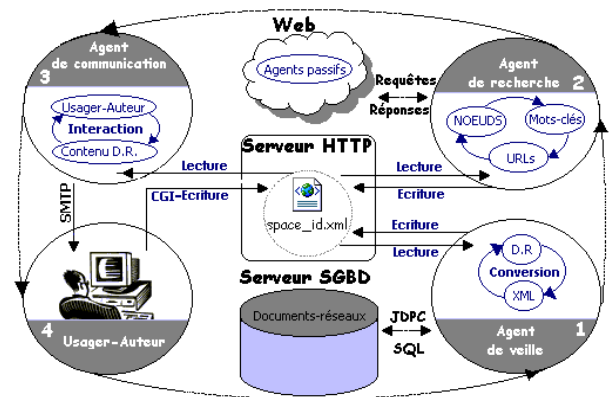 Web
Agents passifs
Agent
de communication
3
Usager-Auteur
Interaction
Contenu D.R.
Requêtes
Réponses
Agent
de recherche
2
NOEUDS
Mots-clés
URLs
Serveur HTTP
space_id.xml
Lecture
CGI-Ecriture
Lecture
Ecriture
Ecriture
Lecture
SMTP
4
Usager-Auteur
Serveur SGBD
Documents-réseaux
JDPC
SQL
D.R
Conversion
XML
Agent
de veille
1